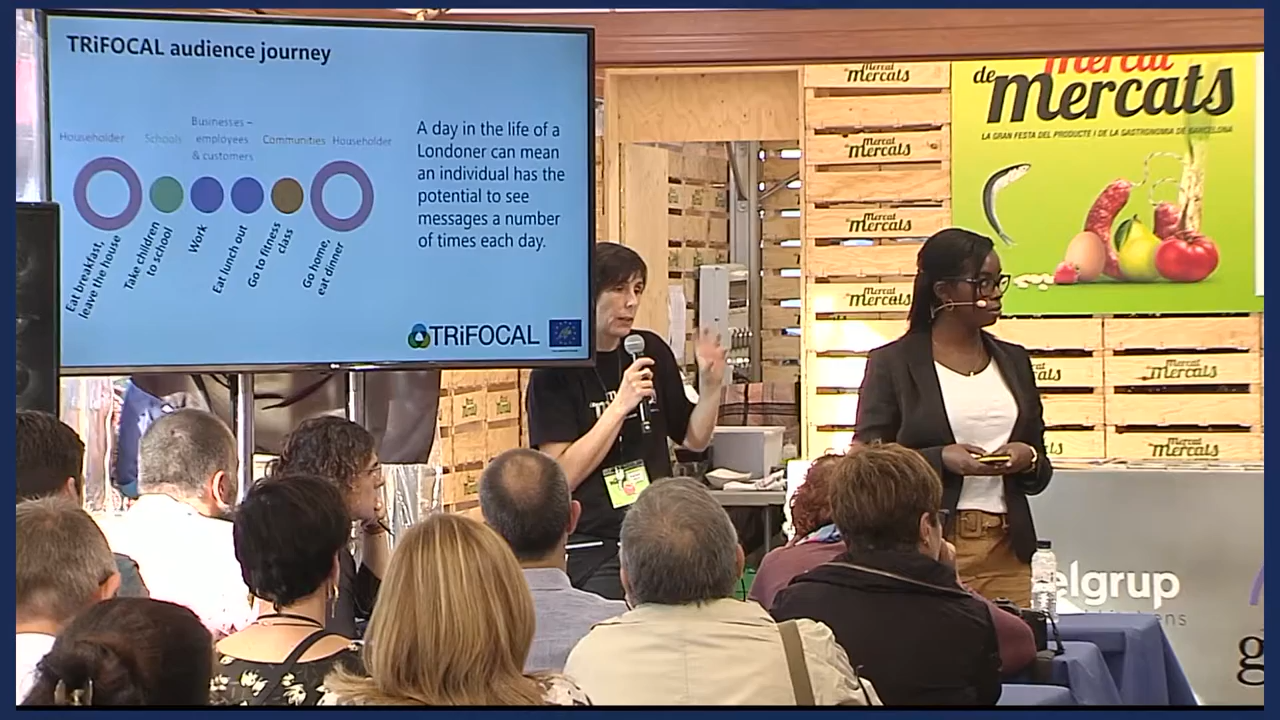 TRiFOCAL audience journey
Householder
Schools
Businesses –
employees
& customers
Communities
Householder
Eat breakfast,
leave the house
Take children
to school
Work
Eat lunch out
Go to fitness
class
Go home,
eat dinner
A day in the life of a
Londoner can mean
an individual has the
potential to see
messages a number
of times each day.
TRiFOCAL
mercat
de mercats
LA GRAN FESTA DEL PRODUCTE I DE LA GASTRONOMIA DE BARCELONA
Mercat
de Mercats
Mercat
de Mercats
Mercat
de Mercats
Mercat
de Mercats
Mercat
Mercats
Mercat
Mercats
elgrup
g